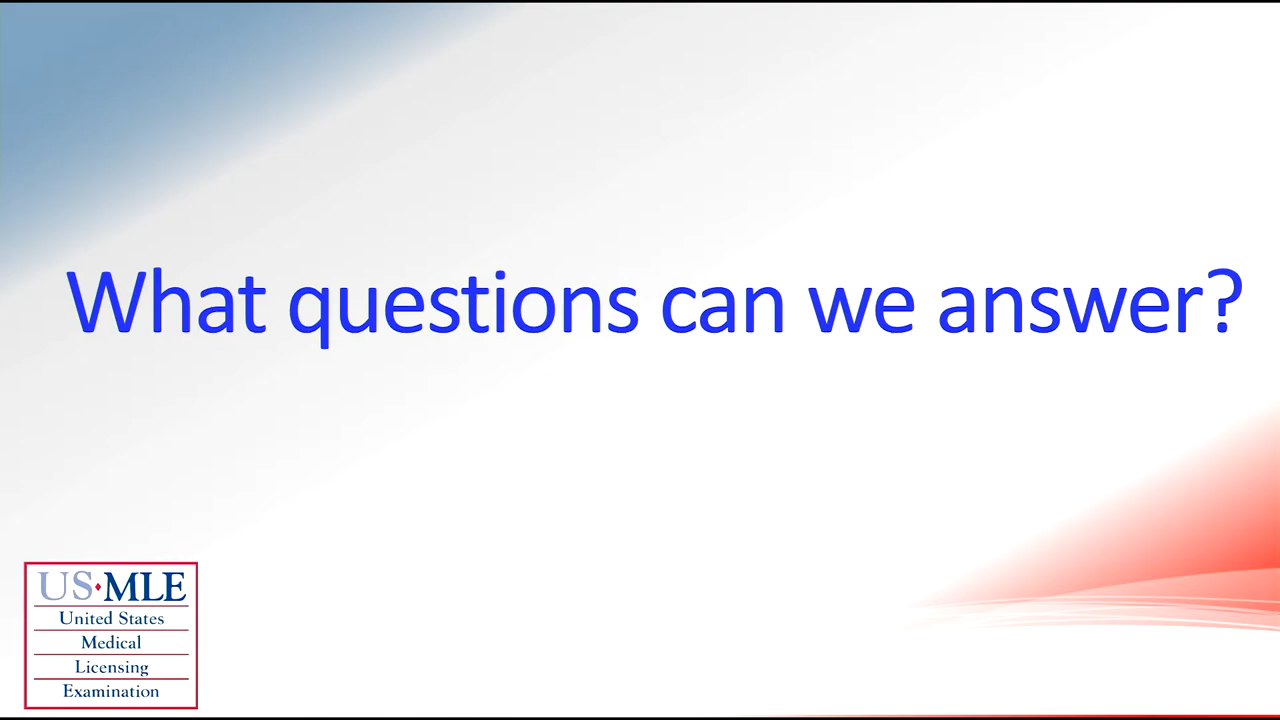 What questions can we answer?
US·MLE
United States
Medical
Licensing
Examination